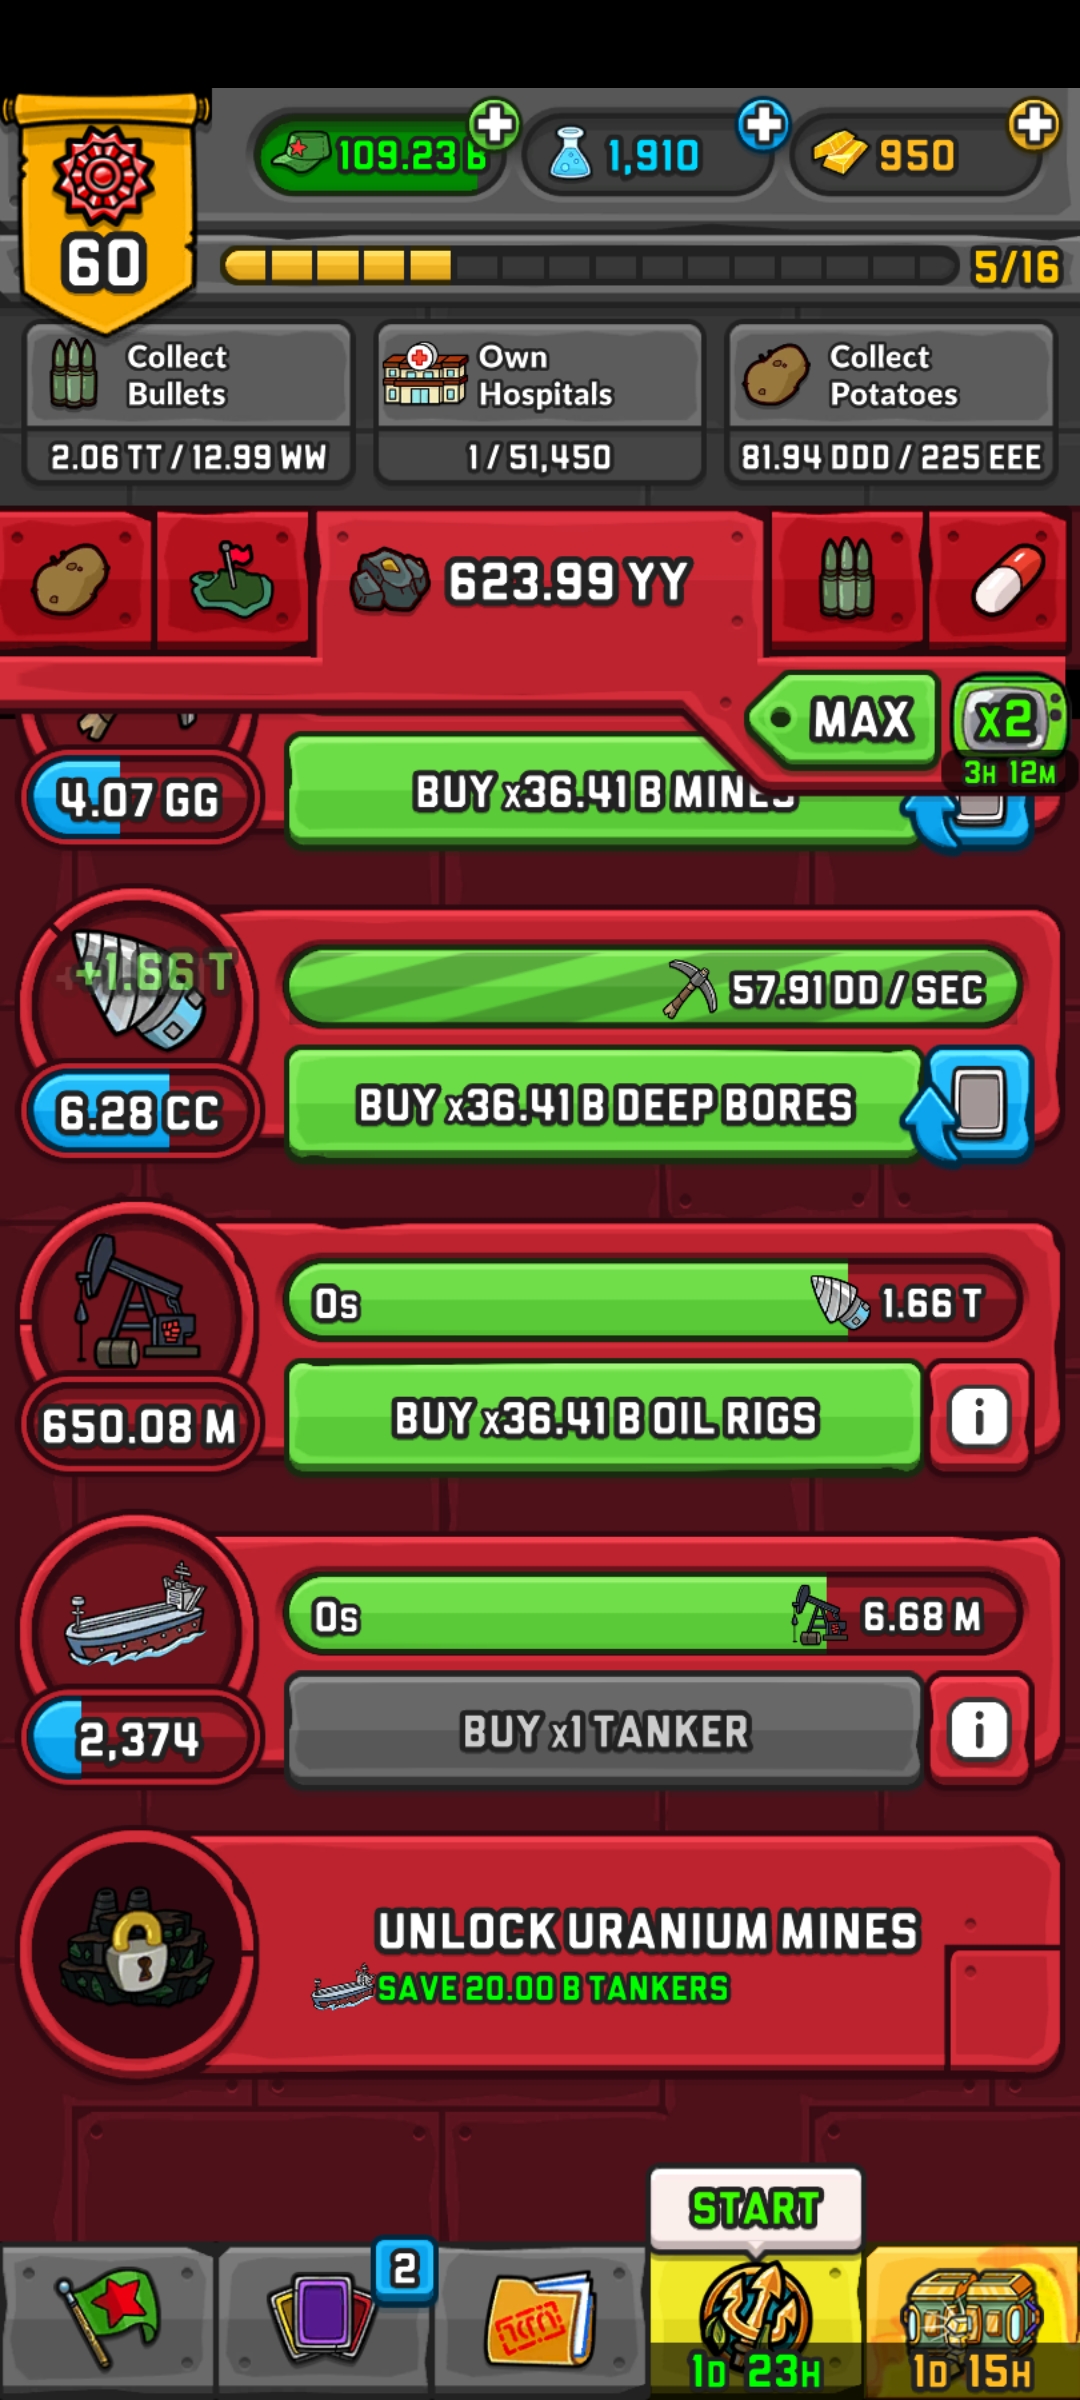 109.23 B
1,910
950
60
5/16
Collect
Bullets
2.06 TT / 12.99 WW
Own
Hospitals
1 / 51,450
Collect
Potatoes
81.94 DDD / 225 EEE
623.99 YY
MAX
x2
3H 12M
4.07 GG
BUY x36.41 B MINES
+1.66 T
57.91 DD / SEC
6.28 CC
BUY x36.41 B DEEP BORES
0s
1.66 T
650.08 M
BUY x36.41 B OIL RIGS
i
0s
6.68 M
2,374
BUY x1 TANKER
i
UNLOCK URANIUM MINES
SAVE 20.00 B TANKERS
START
2
1D 23H
1D 15H